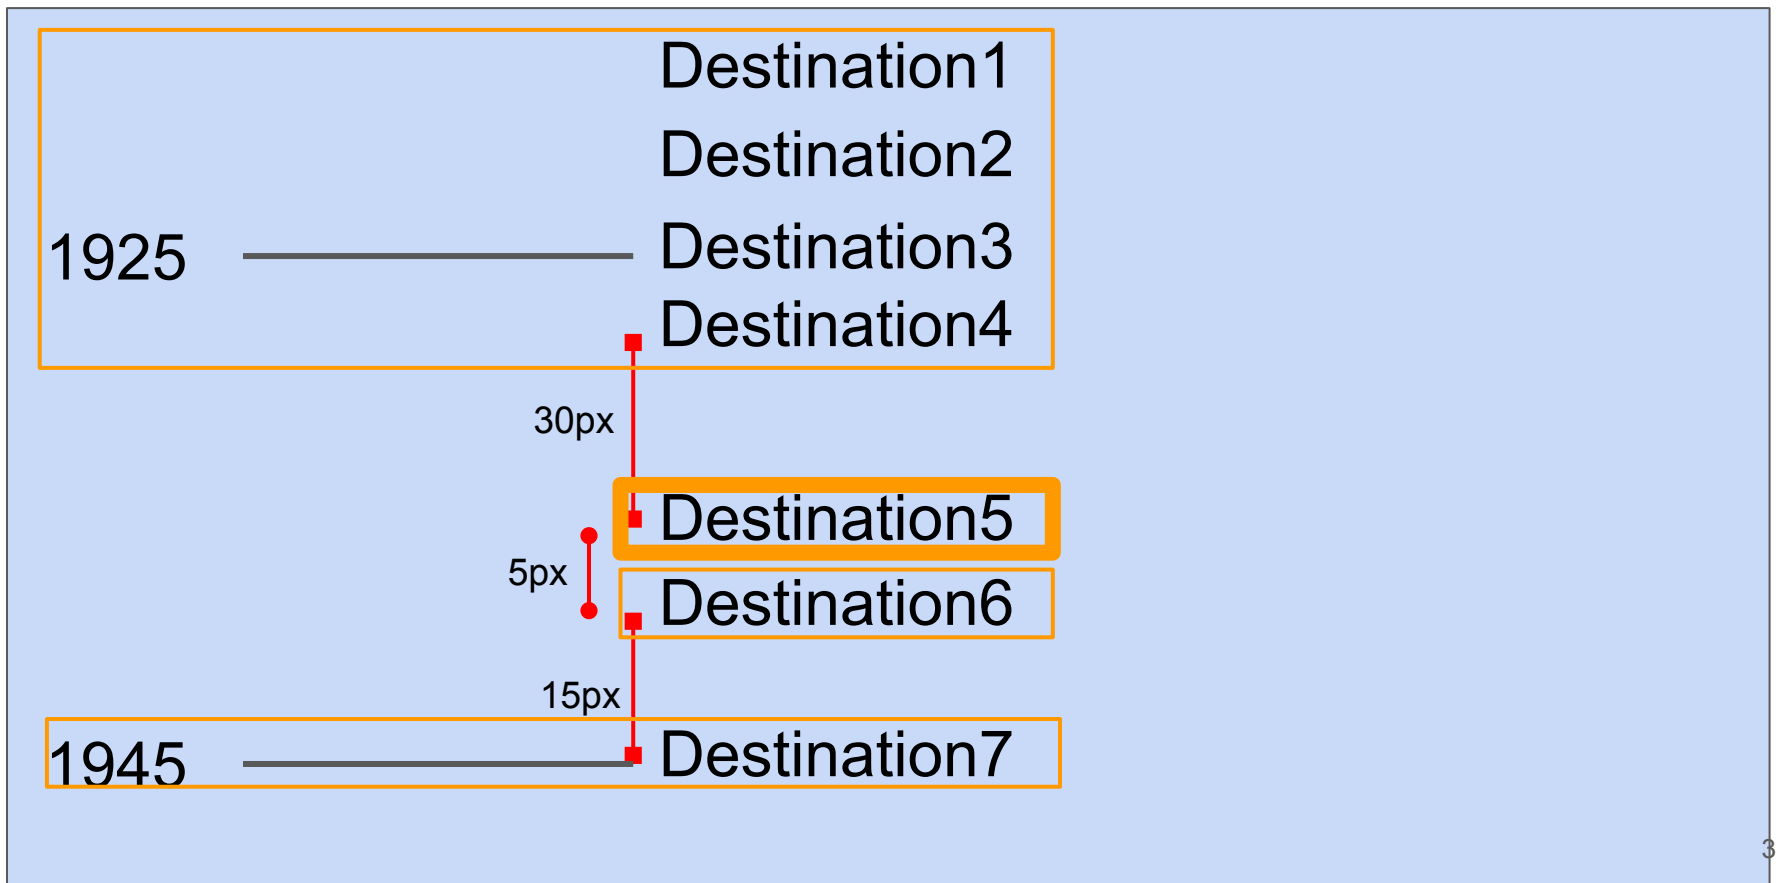 Destination1
Destination2
1925 Destination3
Destination4
30px
Destination5
5px
Destination6
15px
1945 Destination7
3